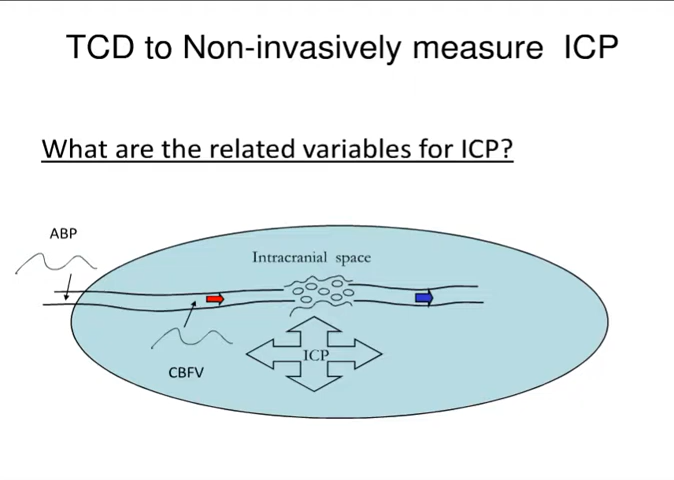 TCD to Non-invasively measure ICP
What are the related variables for ICP?
ABP
Intracranial space
ICP
CBFV